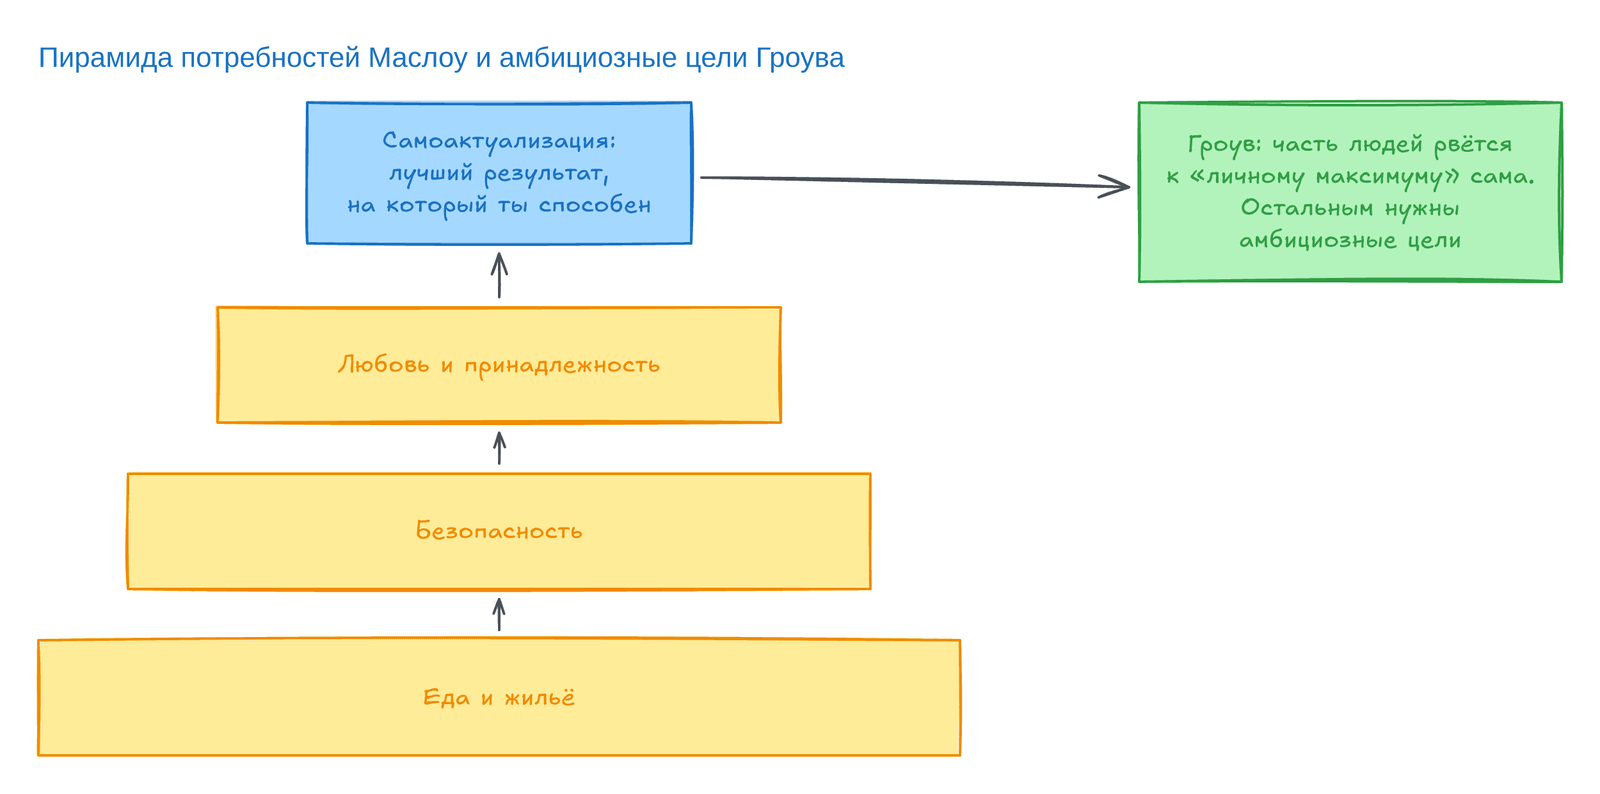 Пирамида потребностей Маслоу и амбициозные цели Гроува
Самоактуализация:
лучший результат,
на который ты способен
Гроув: часть людей рвётся
к «личному максимуму» сама.
Остальным нужны
амбициозные цели
Любовь и принадлежность
Безопасность
Еда и жильё